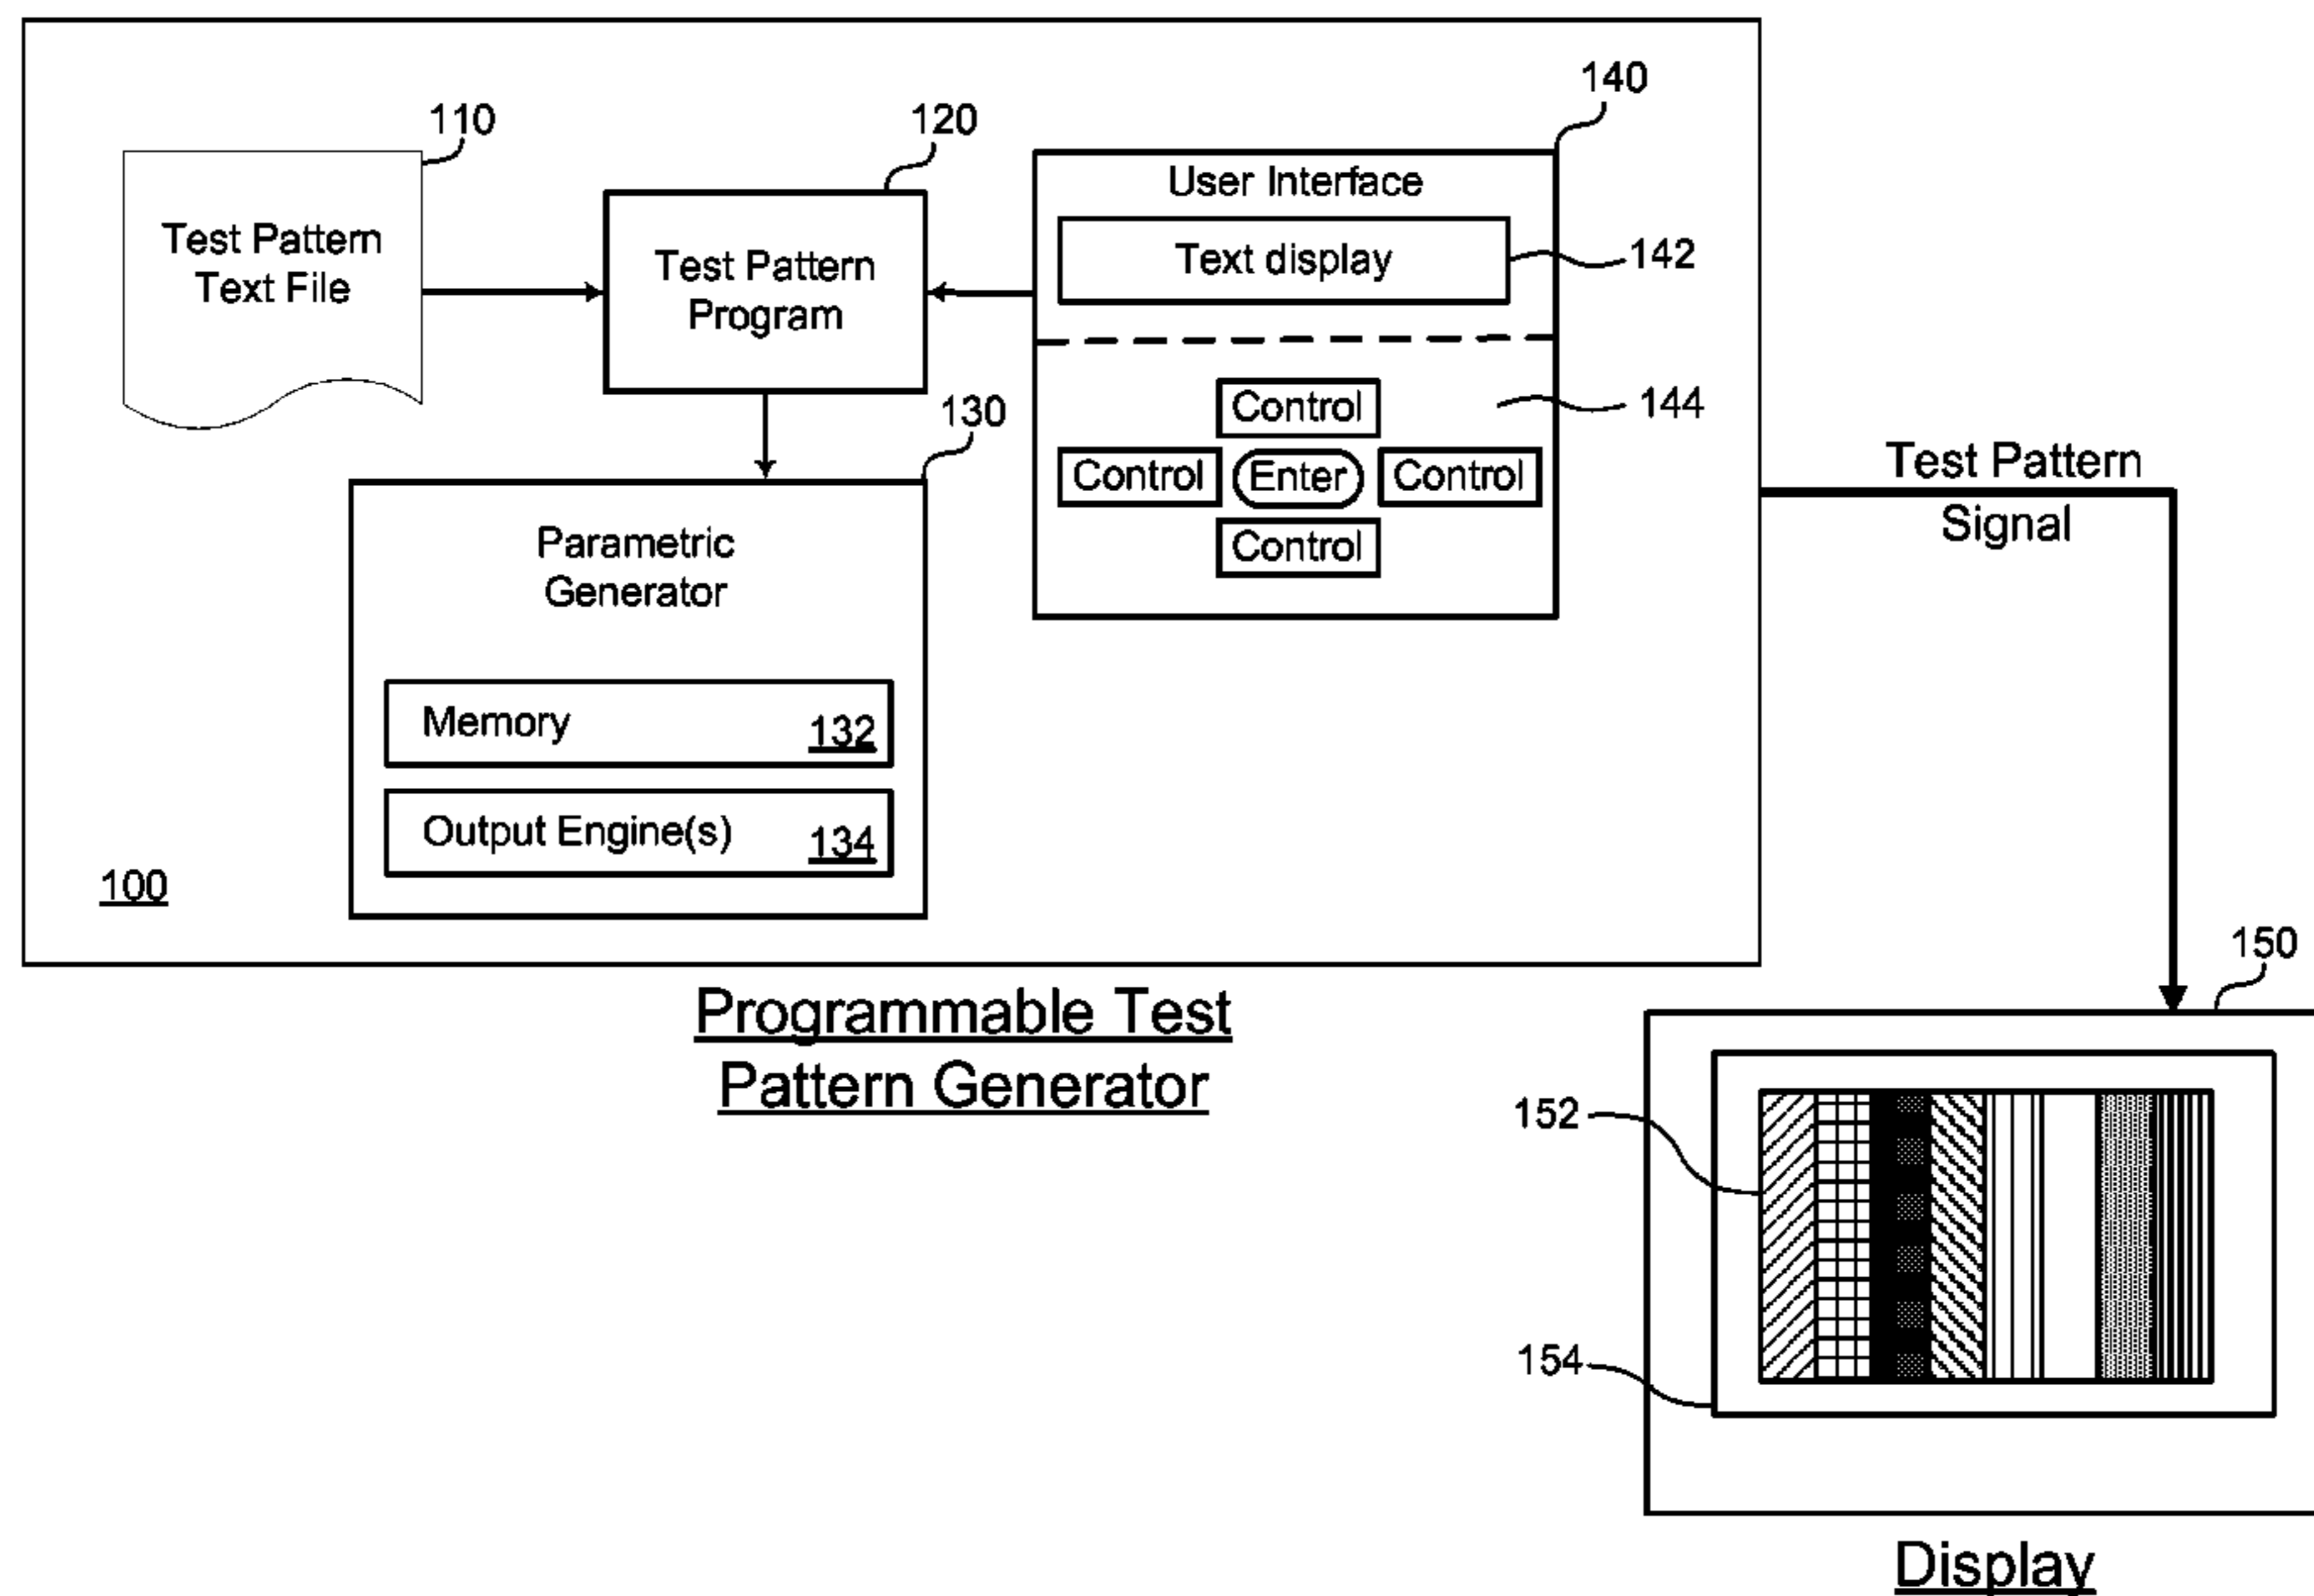 140
110
120
User Interface
Test Pattern
Text File
Test Pattern
Program
Text display
142
130
Control
144
Control
Enter
Control
Control
Test Pattern
Signal
Parametric
Generator
Memory
132
Output Engine(s)
134
100
Programmable Test
Pattern Generator
150
152
154
Display